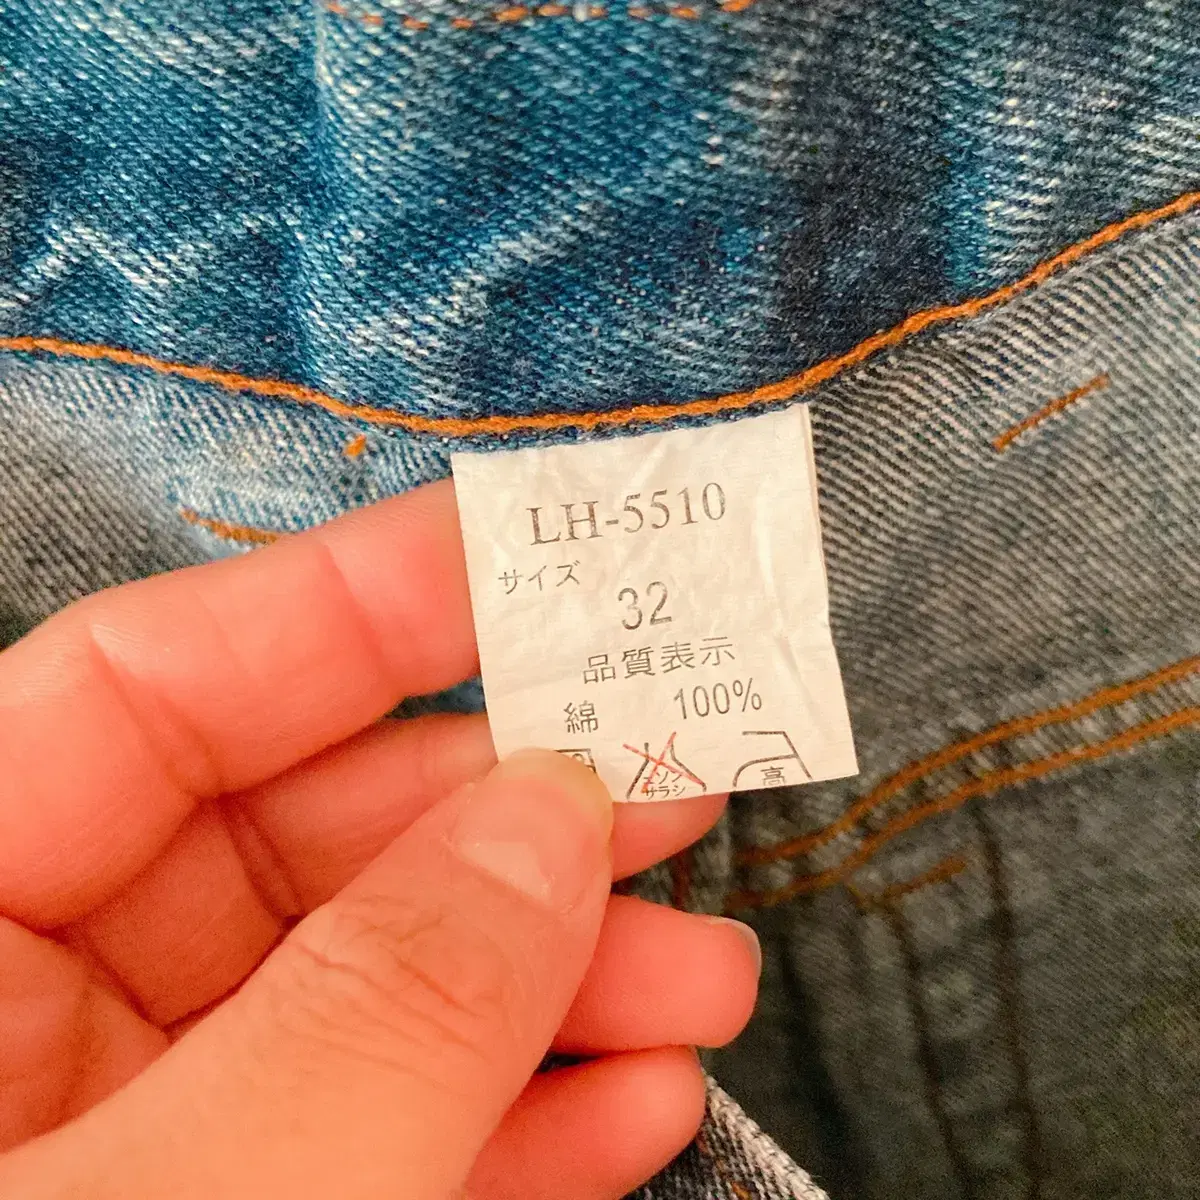 LH-5510
サイズ
32
品質表示
綿 100%
エンソ
サラシ
高